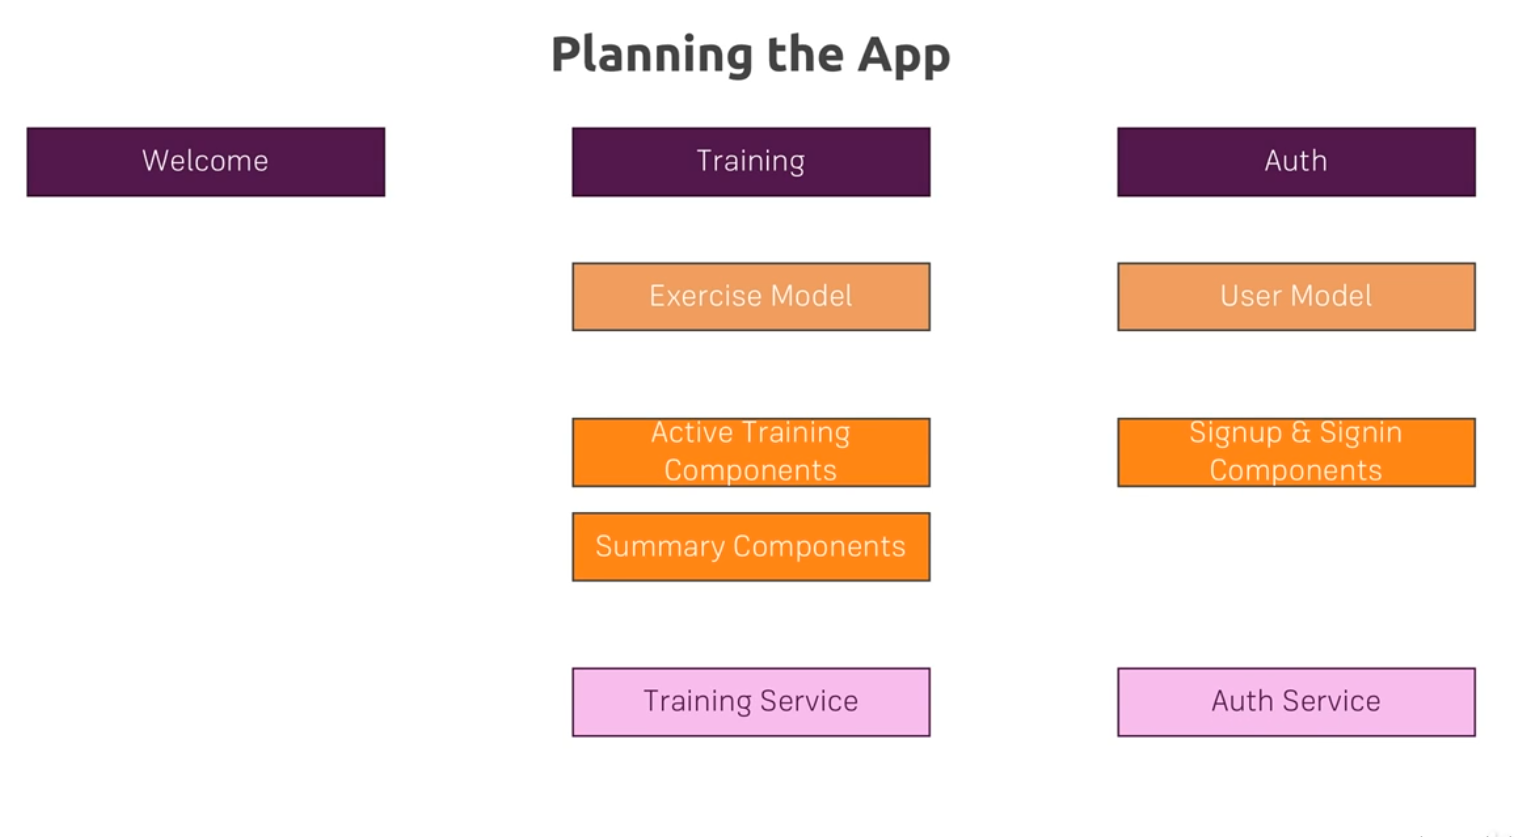 Planning the App
Welcome
Training
Auth
Exercise Model
User Model
Active Training
Components
Signup & Signin
Components
Summary Components
Training Service
Auth Service